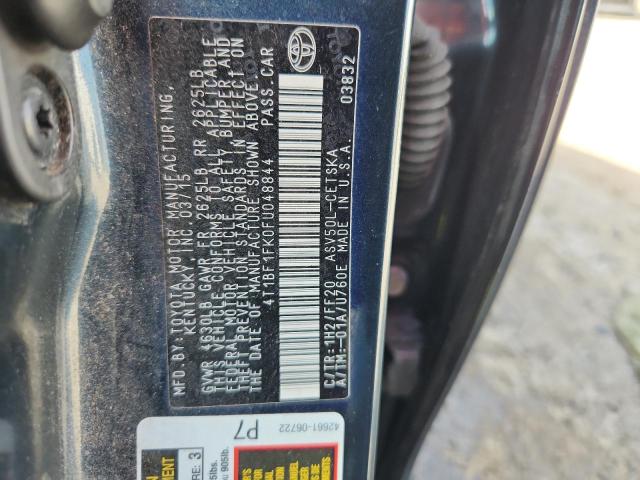 MFD. BY: TOYOTA MOTOR MANUFACTURING,
KENTUCKY, INC. 03/15
GVWR 4630LB GAWR FR 2625LB RR 2625LB
THIS VEHICLE CONFORMS TO ALL APPLICABLE
FEDERAL MOTOR VEHICLE SAFETY, BUMPER AND
THEFT PREVENTION STANDARDS IN EFFECT ON
THE DATE OF MANUFACTURE SHOWN ABOVE.
4T1BF1FK0FU048844 PASS. CAR
C/TR: 1H2/FF20 ASV50L-CETSKA
A/TM: -01A/U760E MADE IN U.S.A.
03832
42661-06722
P7